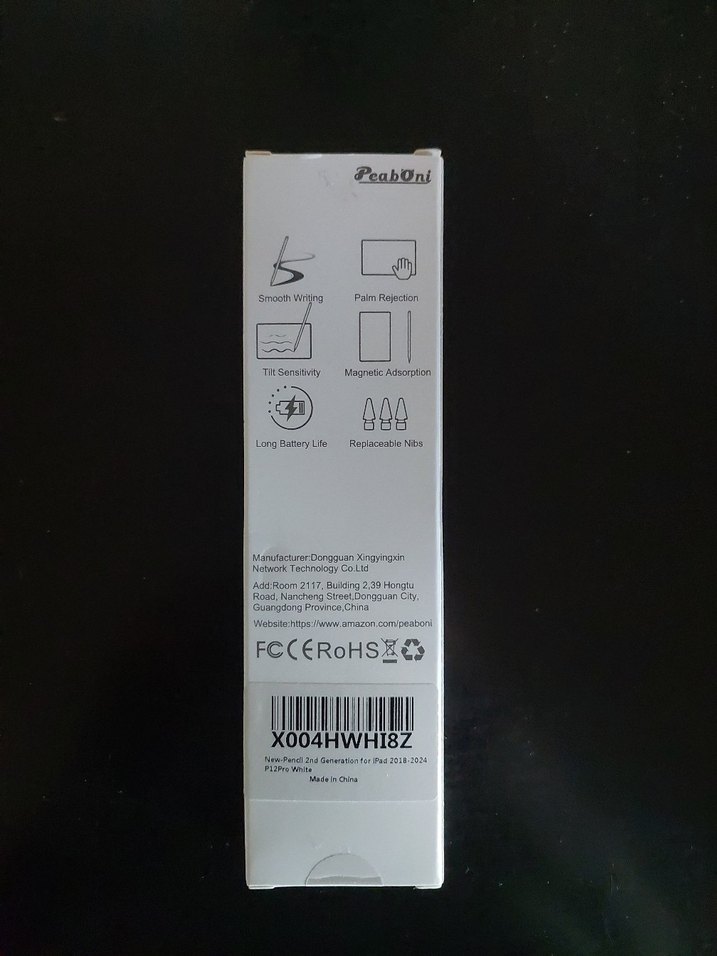 PeabOni
Smooth Writing
Palm Rejection
Tilt Sensitivity
Magnetic Adsorption
Long Battery Life
Replaceable Nibs
Manufacturer:Dongguan Xingyingxin
Network Technology Co.Ltd
Add:Room 2117, Building 2,39 Hongtu
Road, Nancheng Street,Dongguan City,
Guangdong Province,China
Website:https://www.amazon.com/peaboni
FC CE RoHS
X004HWHI8Z
New-Pencil 2nd Generation for iPad 2018-2024
P12Pro White
Made in China